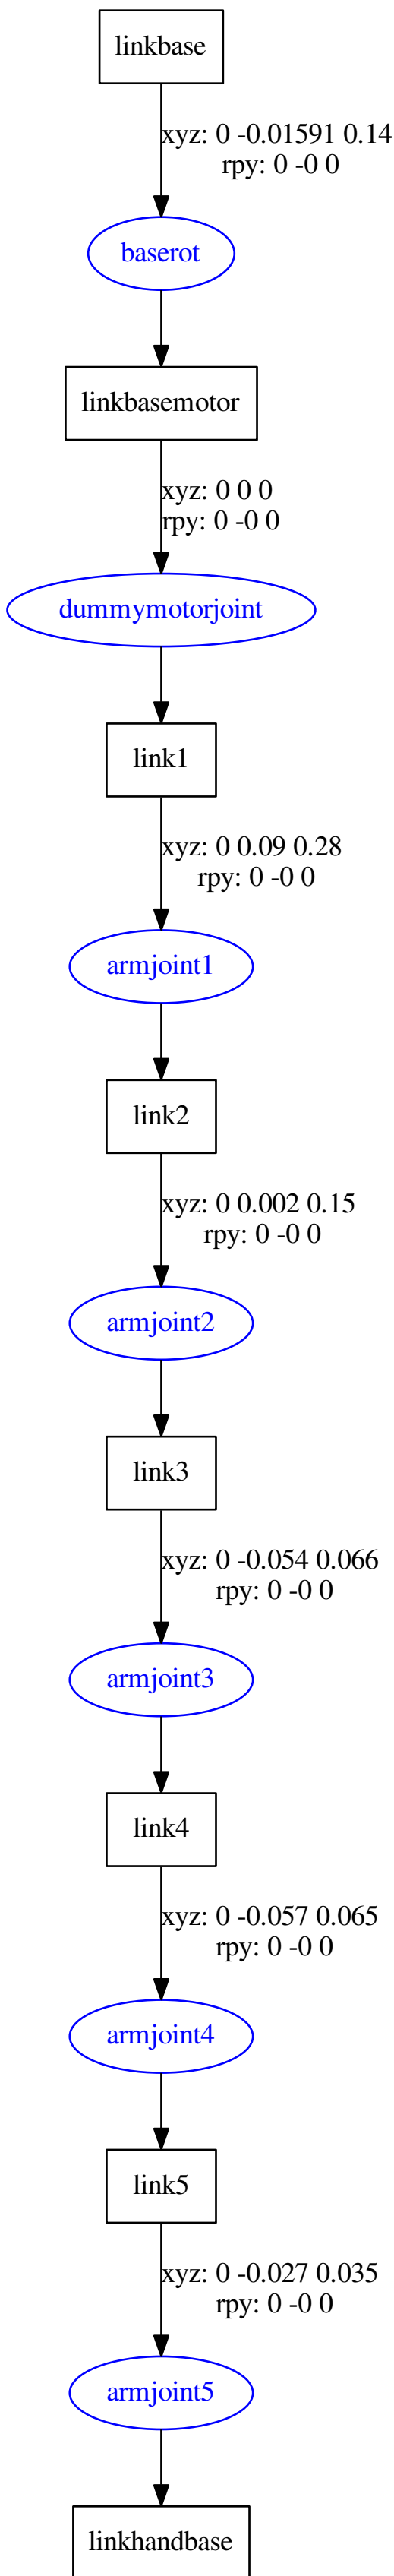 linkbase
xyz: 0 -0.01591 0.14
rpy: 0 -0 0
baserot
linkbasemotor
xyz: 0 0 0
rpy: 0 -0 0
dummymotorjoint
link1
xyz: 0 0.09 0.28
rpy: 0 -0 0
armjoint1
link2
xyz: 0 0.002 0.15
rpy: 0 -0 0
armjoint2
link3
xyz: 0 -0.054 0.066
rpy: 0 -0 0
armjoint3
link4
xyz: 0 -0.057 0.065
rpy: 0 -0 0
armjoint4
link5
xyz: 0 -0.027 0.035
rpy: 0 -0 0
armjoint5
linkhandbase